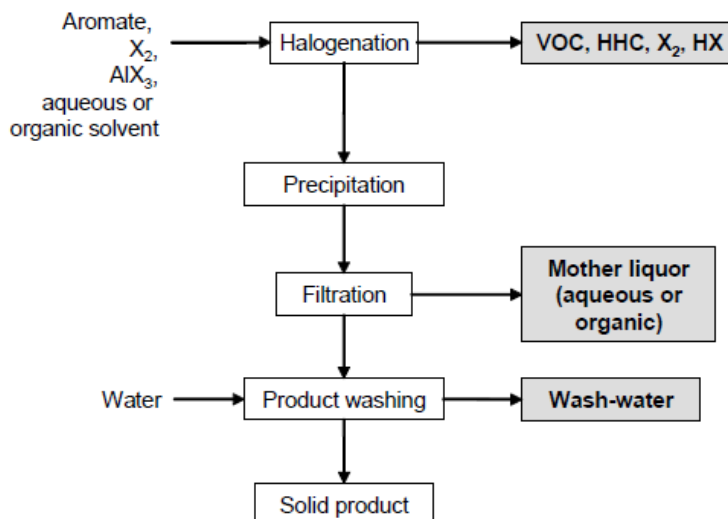 Aromate,
X₂,
AlX₃,
aqueous or
organic solvent
Halogenation
VOC, HHC, X₂, HX
Precipitation
Filtration
Mother liquor
(aqueous or
organic)
Water
Product washing
Wash-water
Solid product